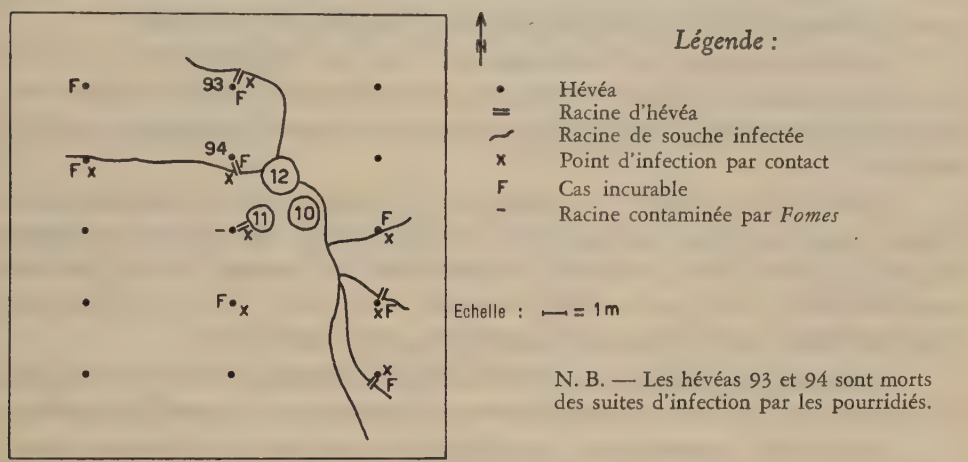 F
93
F
x
94
F
F x
x
12
11
10
-
x
F
x
F
x
x F
x
F
N
Légende :
Hévéa
= Racine d'hévéa
Racine de souche infectée
x Point d'infection par contact
F Cas incurable
- Racine contaminée par Fomes
Echelle : = 1 m
N. B. — Les hévéas 93 et 94 sont morts
des suites d'infection par les pourridiés.